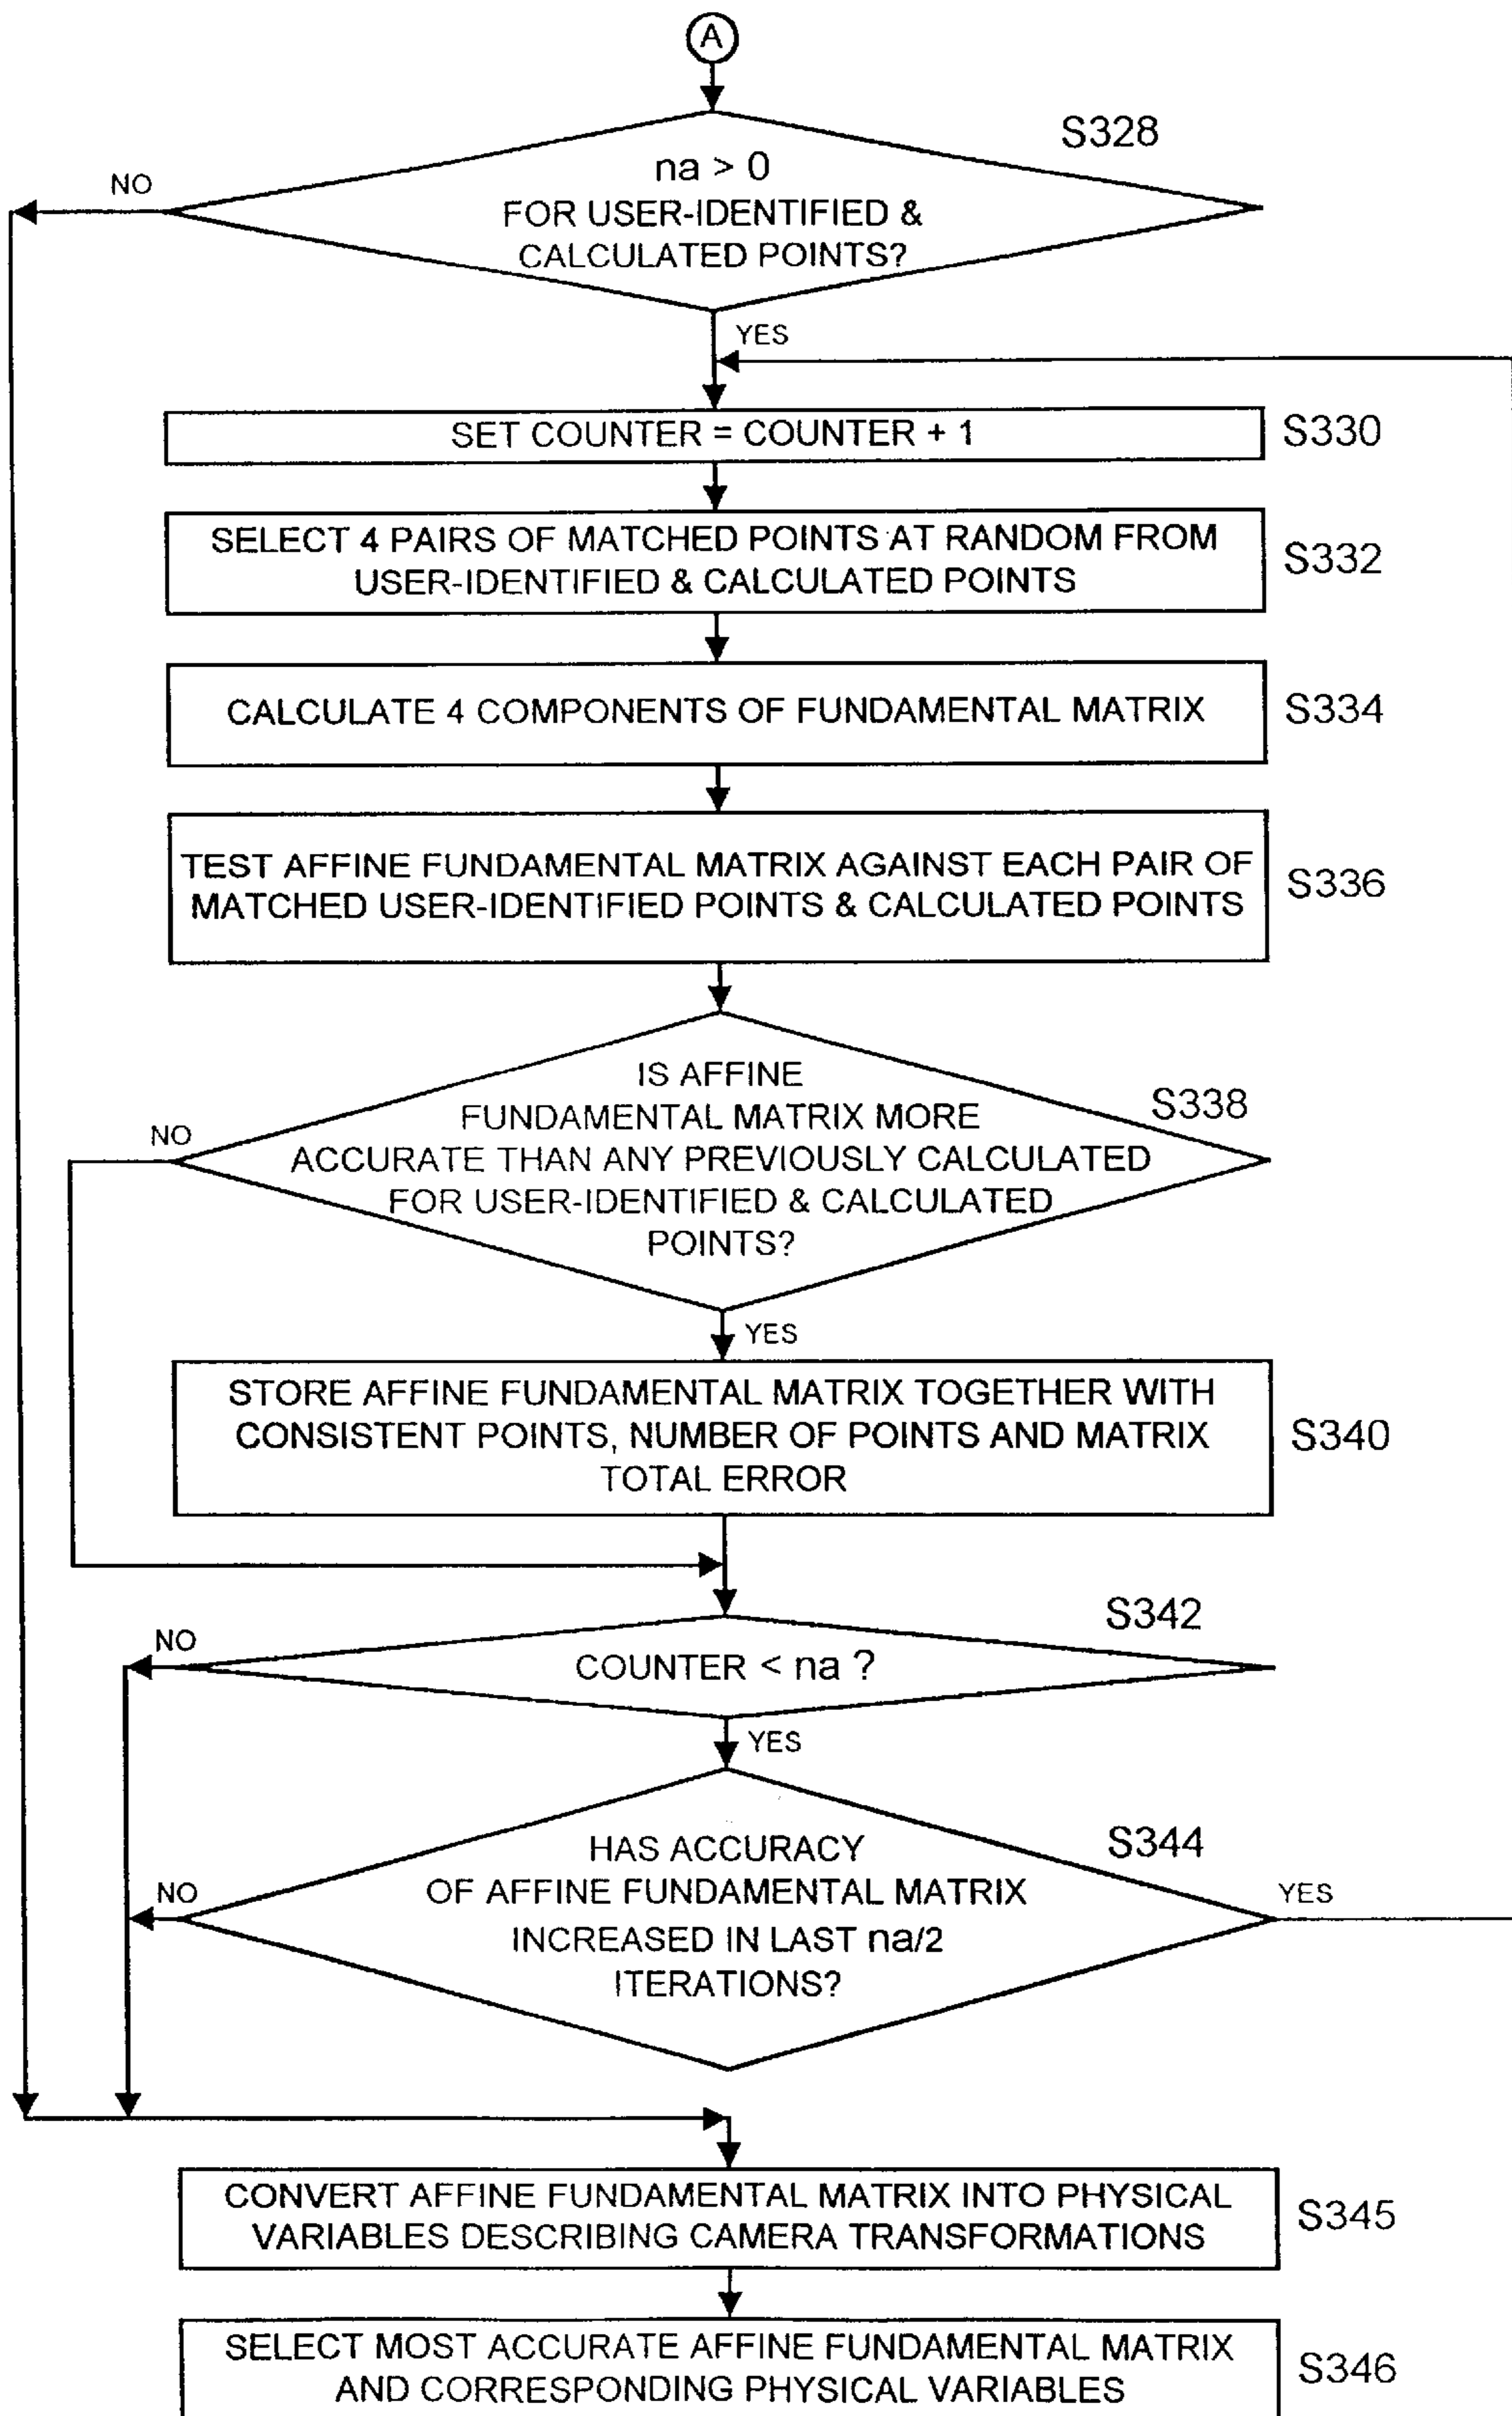 A
S328
na > 0
NO
FOR USER-IDENTIFIED &
CALCULATED POINTS?
YES
SET COUNTER = COUNTER + 1
S330
SELECT 4 PAIRS OF MATCHED POINTS AT RANDOM FROM
USER-IDENTIFIED & CALCULATED POINTS
S332
CALCULATE 4 COMPONENTS OF FUNDAMENTAL MATRIX
S334
TEST AFFINE FUNDAMENTAL MATRIX AGAINST EACH PAIR OF
MATCHED USER-IDENTIFIED POINTS & CALCULATED POINTS
S336
IS AFFINE
FUNDAMENTAL MATRIX MORE
S338
NO
ACCURATE THAN ANY PREVIOUSLY CALCULATED
FOR USER-IDENTIFIED & CALCULATED
POINTS?
YES
STORE AFFINE FUNDAMENTAL MATRIX TOGETHER WITH
CONSISTENT POINTS, NUMBER OF POINTS AND MATRIX
TOTAL ERROR
S340
S342
NO
COUNTER < na ?
YES
HAS ACCURACY
S344
OF AFFINE FUNDAMENTAL MATRIX
NO
YES
INCREASED IN LAST na/2
ITERATIONS?
CONVERT AFFINE FUNDAMENTAL MATRIX INTO PHYSICAL
VARIABLES DESCRIBING CAMERA TRANSFORMATIONS
S345
SELECT MOST ACCURATE AFFINE FUNDAMENTAL MATRIX
AND CORRESPONDING PHYSICAL VARIABLES
S346